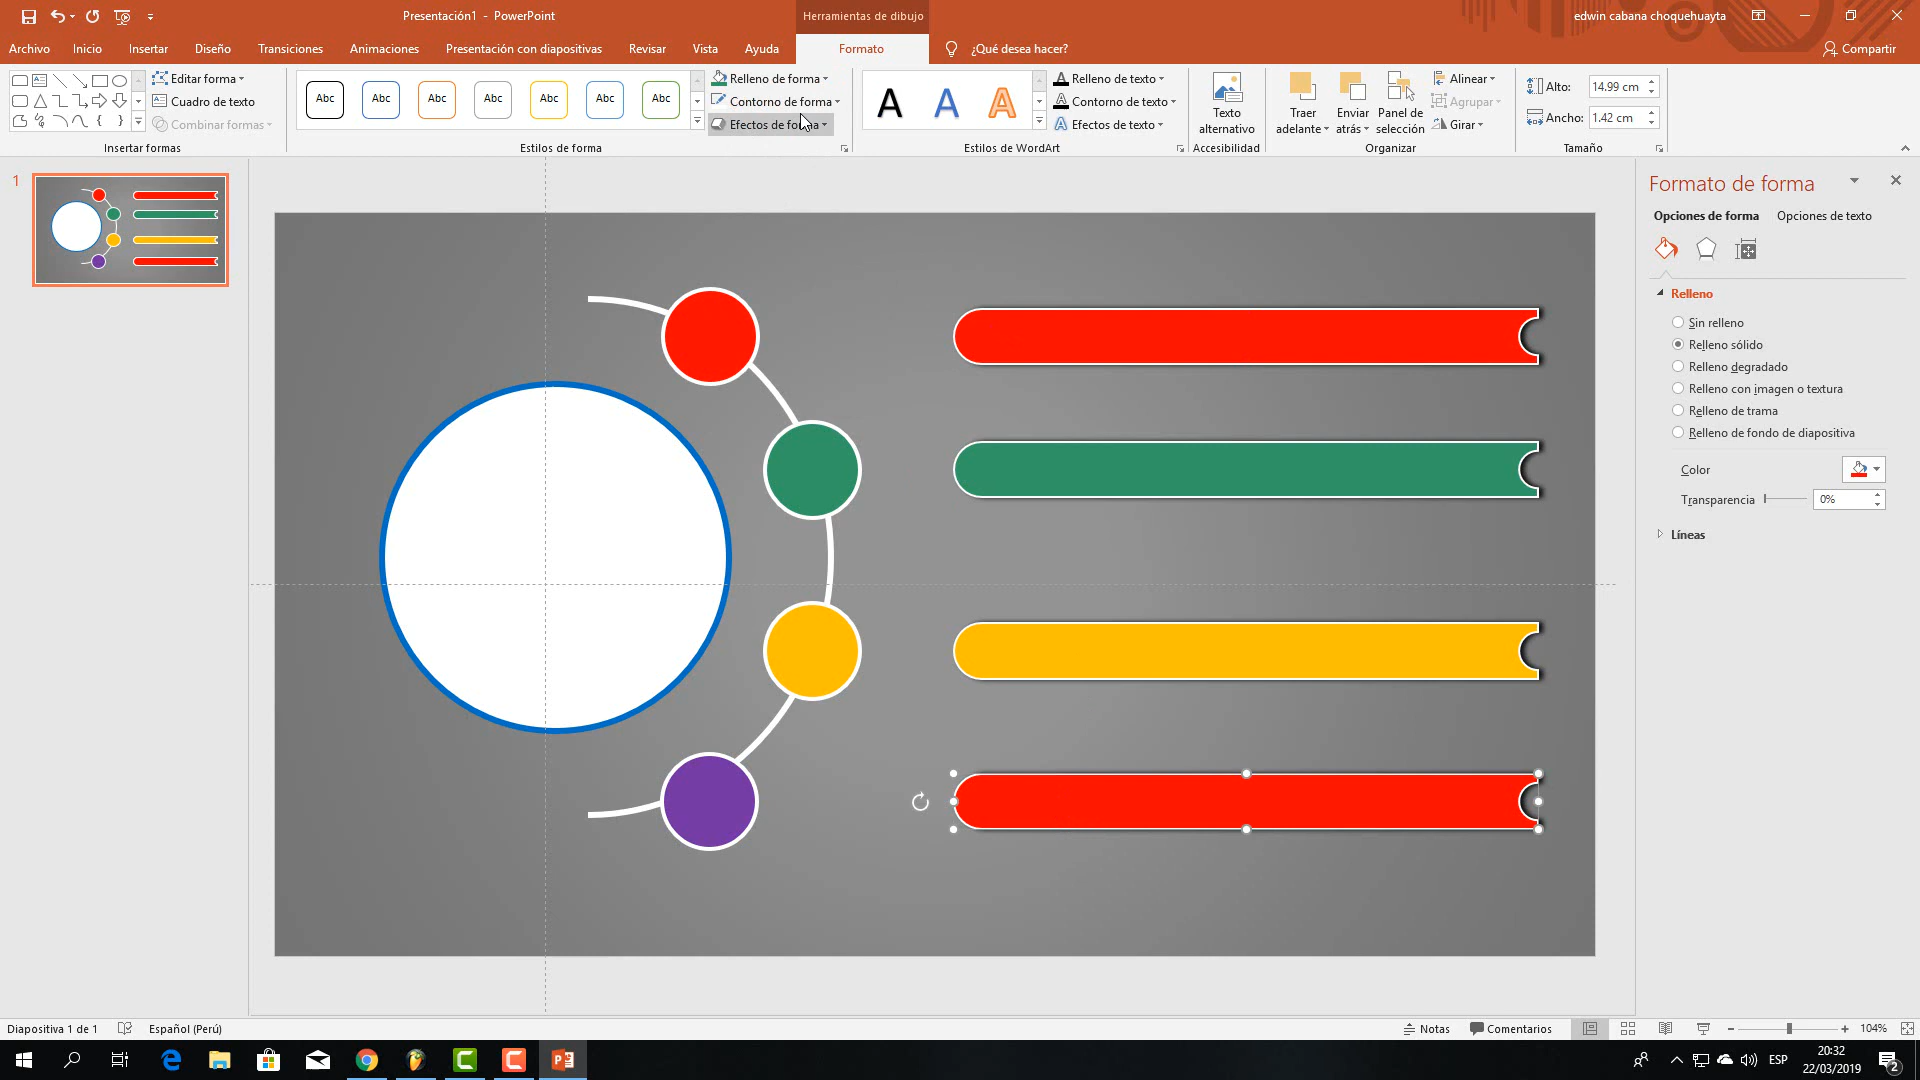 Presentación1 - PowerPoint
Herramientas de dibujo
edwin cabana choquehuayta
Archivo Inicio Insertar Diseño Transiciones Animaciones Presentación con diapositivas Revisar Vista Ayuda Formato ¿Qué desea hacer? Compartir
Editar forma
Cuadro de texto
Combinar formas
Insertar formas
Abc Abc Abc Abc Abc Abc Abc
Estilos de forma
Relleno de forma
Contorno de forma
Efectos de forma
A A A
Estilos de WordArt
Relleno de texto
Contorno de texto
Efectos de texto
Texto
alternativo
Accesibilidad
Traer
adelante
Enviar
atrás
Panel de
selección
Alinear
Agrupar
Girar
Organizar
Alto: 14.99 cm
Ancho: 1.42 cm
Tamaño
1
Formato de forma
Opciones de forma Opciones de texto
Relleno
Sin relleno
Relleno sólido
Relleno degradado
Relleno con imagen o textura
Relleno de trama
Relleno de fondo de diapositiva
Color
Transparencia 0%
Líneas
Diapositiva 1 de 1 Español (Perú) Notas Comentarios 104%
ESP
20:32
22/03/2019
2